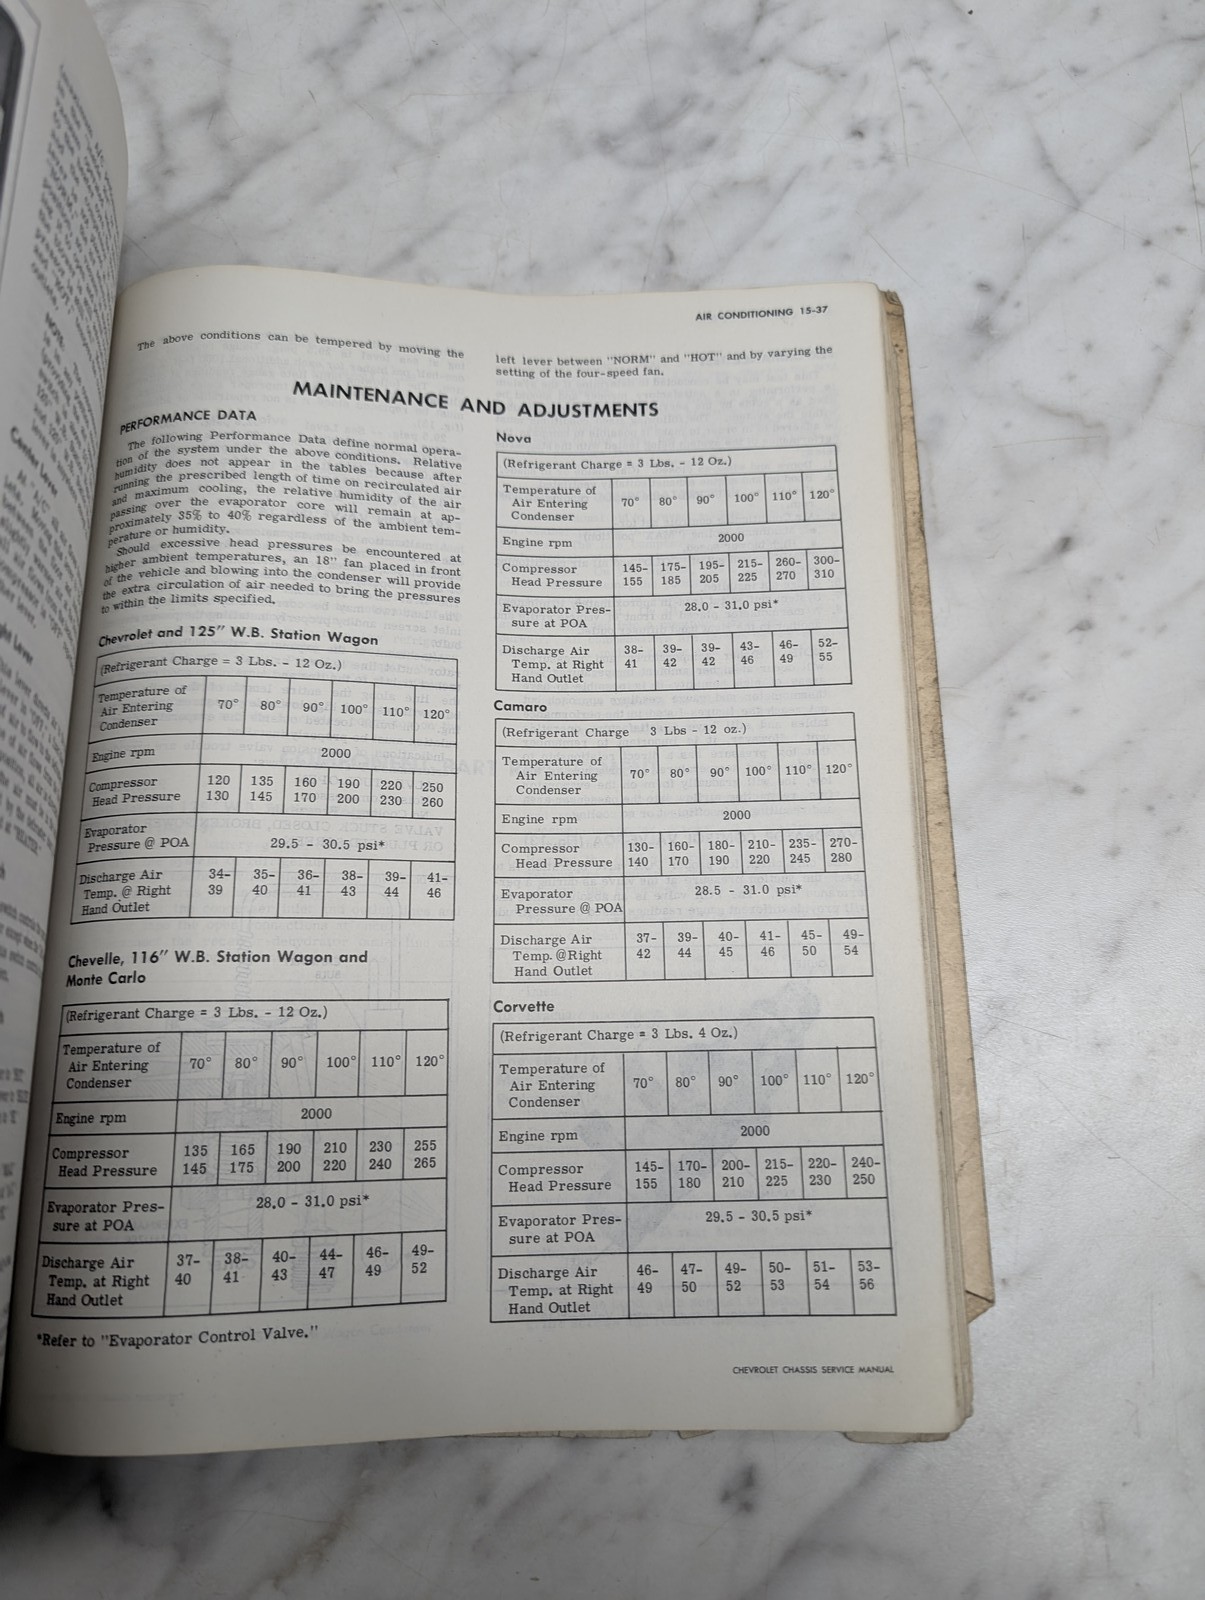 AIR CONDITIONING 15-37
The above conditions can be tempered by moving the
left lever between "NORM" and "HOT" and by varying the
setting of the four-speed fan.
MAINTENANCE AND ADJUSTMENTS
PERFORMANCE DATA
The following Performance Data define normal opera-
tion of the system under the above conditions. Relative
humidity does not appear in the tables because after
running the prescribed length of time on recirculated air
and maximum cooling, the relative humidity of the air
passing over the evaporator core will remain at ap-
proximately 35% to 40% regardless of the ambient tem-
perature or humidity.
Should excessive head pressures be encountered at
higher ambient temperatures, an 18" fan placed in front
of the vehicle and blowing into the condenser will provide
the extra circulation of air needed to bring the pressures
to within the limits specified.
Chevrolet and 125" W.B. Station Wagon
(Refrigerant Charge = 3 Lbs. - 12 Oz.)
Temperature of
Air Entering 70° 80° 90° 100° 110° 120°
Condenser
Engine rpm 2000
Compressor 120 135 160 190 220 250
Head Pressure 130 145 170 200 230 260
Evaporator
Pressure @ POA 29.5 - 30.5 psi*
Discharge Air 34- 35- 36- 38- 39- 41-
Temp. @ Right 39 40 41 43 44 46
Hand Outlet
Chevelle, 116" W.B. Station Wagon and
Monte Carlo
(Refrigerant Charge = 3 Lbs. - 12 Oz.)
Temperature of
Air Entering 70° 80° 90° 100° 110° 120°
Condenser
Engine rpm 2000
Compressor 135 165 190 210 230 255
Head Pressure 145 175 200 220 240 265
Evaporator Pres- 28.0 - 31.0 psi*
sure at POA
Discharge Air 37- 38- 40- 44- 46- 49-
Temp. at Right 40 41 43 47 49 52
Hand Outlet
*Refer to "Evaporator Control Valve."
Nova
(Refrigerant Charge = 3 Lbs. - 12 Oz.)
Temperature of
Air Entering 70° 80° 90° 100° 110° 120°
Condenser
Engine rpm 2000
Compressor 145- 175- 195- 215- 260- 300-
Head Pressure 155 185 205 225 270 310
Evaporator Pres- 28.0 - 31.0 psi*
sure at POA
Discharge Air 38- 39- 39- 43- 46- 52-
Temp. at Right 41 42 42 46 49 55
Hand Outlet
Camaro
(Refrigerant Charge 3 Lbs - 12 oz.)
Temperature of
Air Entering 70° 80° 90° 100° 110° 120°
Condenser
Engine rpm 2000
Compressor 130- 160- 180- 210- 235- 270-
Head Pressure 140 170 190 220 245 280
Evaporator 28.5 - 31.0 psi*
Pressure @ POA
Discharge Air 37- 39- 40- 41- 45- 49-
Temp. @Right 42 44 45 46 50 54
Hand Outlet
Corvette
(Refrigerant Charge = 3 Lbs. 4 Oz.)
Temperature of
Air Entering 70° 80° 90° 100° 110° 120°
Condenser
Engine rpm 2000
Compressor 145- 170- 200- 215- 220- 240-
Head Pressure 155 180 210 225 230 250
Evaporator Pres- 29.5 - 30.5 psi*
sure at POA
Discharge Air 46- 47- 49- 50- 51- 53-
Temp. at Right 49 50 52 53 54 56
Hand Outlet
CHEVROLET CHASSIS SERVICE MANUAL